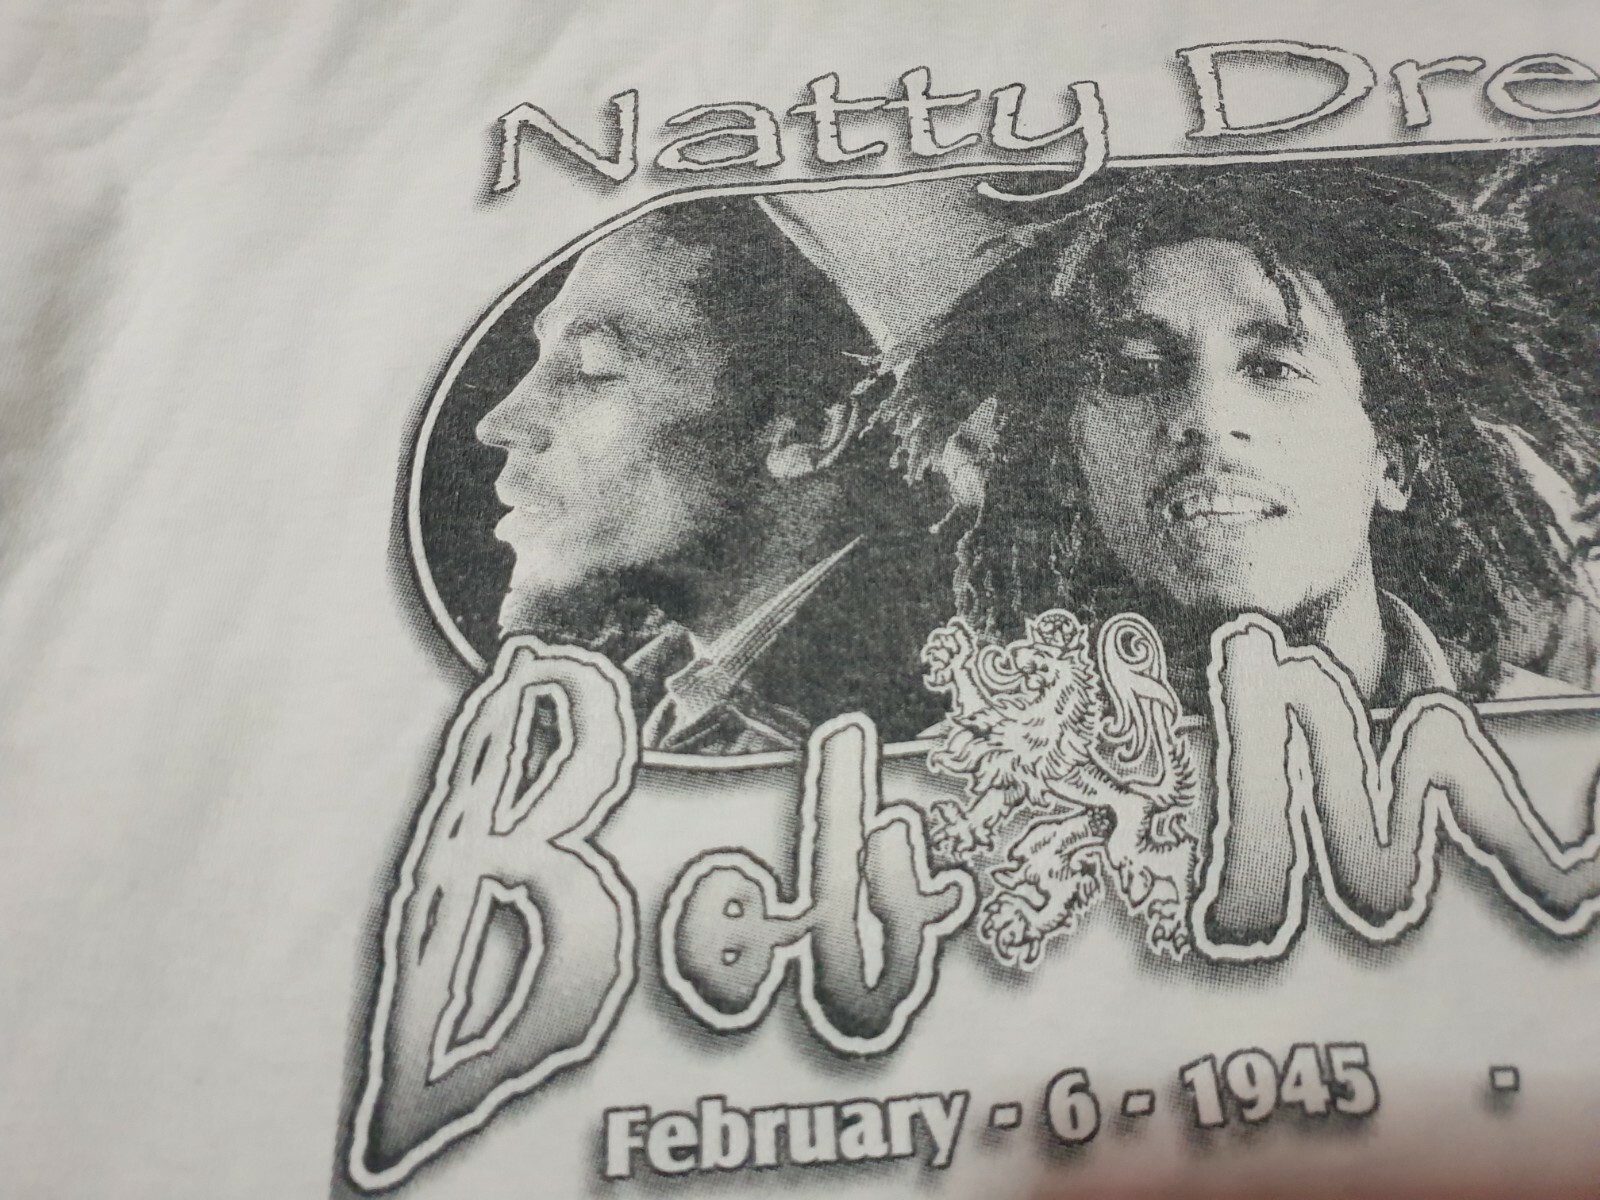 Natty Dre
Bob M
February - 6 - 1945 -